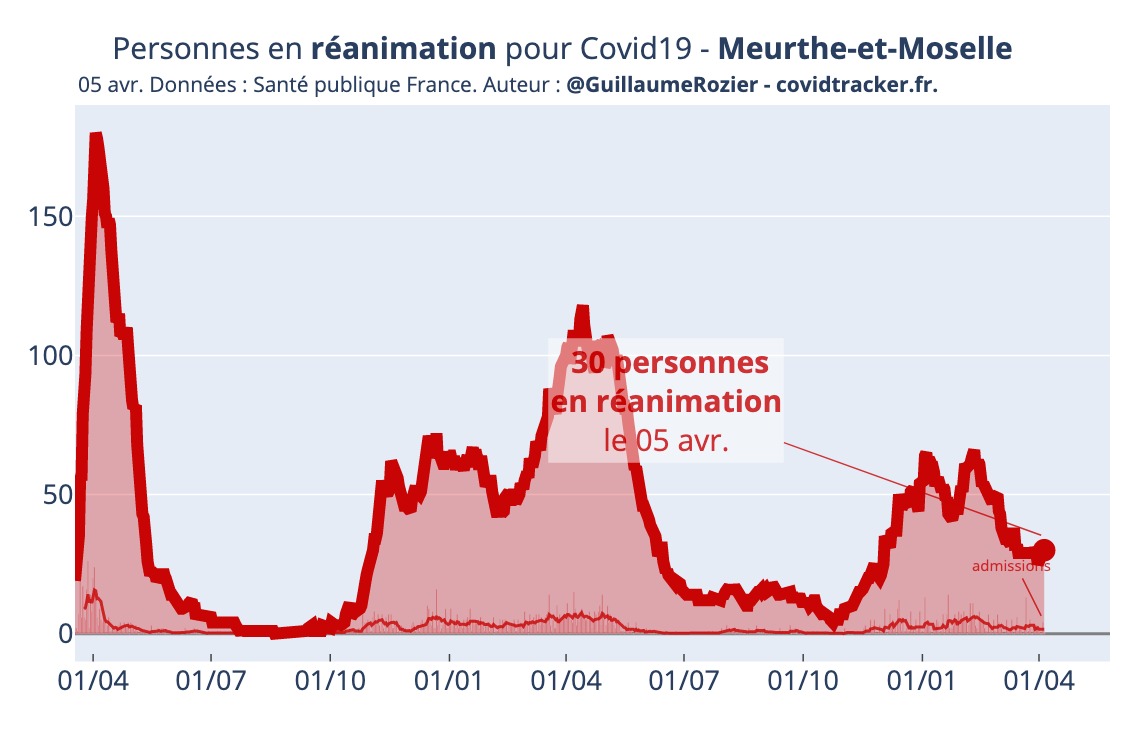 Personnes en réanimation pour Covid19 - Meurthe-et-Moselle
05 avr. Données : Santé publique France. Auteur : @GuillaumeRozier - covidtracker.fr.
150
100
50
0
30 personnes
en réanimation
le 05 avr.
admissions
01/04 01/07 01/10 01/01 01/04 01/07 01/10 01/01 01/04